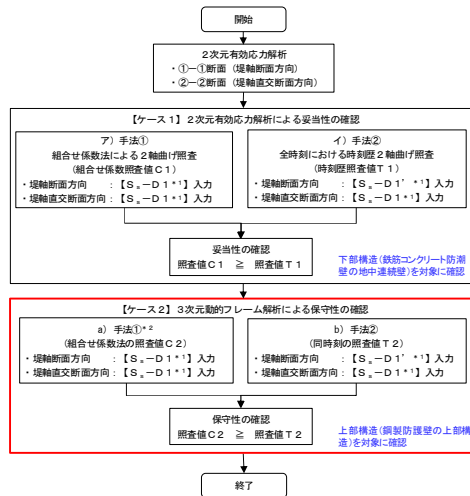 開始
2次元有効応力解析
・①-①断面(堤軸断面方向)
・②-②断面(堤軸直交断面方向)
【ケース1】2次元有効応力解析による妥当性の確認
ア)手法①
組合せ係数法による2軸曲げ照査
(組合せ係数照査値C1)
・堤軸断面方向 :【Sₛ-D1*¹】入力
・堤軸直交断面方向:【Sₛ-D1*¹】入力
イ)手法②
全時刻における時刻歴2軸曲げ照査
(時刻歴照査値T1)
・堤軸断面方向 :【Sₛ-D1'*¹】入力
・堤軸直交断面方向:【Sₛ-D1*¹】入力
妥当性の確認
照査値C1 ≧ 照査値T1
下部構造(鉄筋コンクリート防潮
壁の地中連続壁)を対象に確認
【ケース2】3次元動的フレーム解析による保守性の確認
a)手法①*²
(組合せ係数法の照査値C2)
・堤軸断面方向 :【Sₛ-D1*¹】入力
・堤軸直交断面方向:【Sₛ-D1*¹】入力
b)手法②
(同時刻の照査値T2)
・堤軸断面方向 :【Sₛ-D1'*¹】入力
・堤軸直交断面方向:【Sₛ-D1*¹】入力
保守性の確認
照査値C2 ≧ 照査値T2
上部構造(鋼製防護壁の上部構
造)を対象に確認
終了